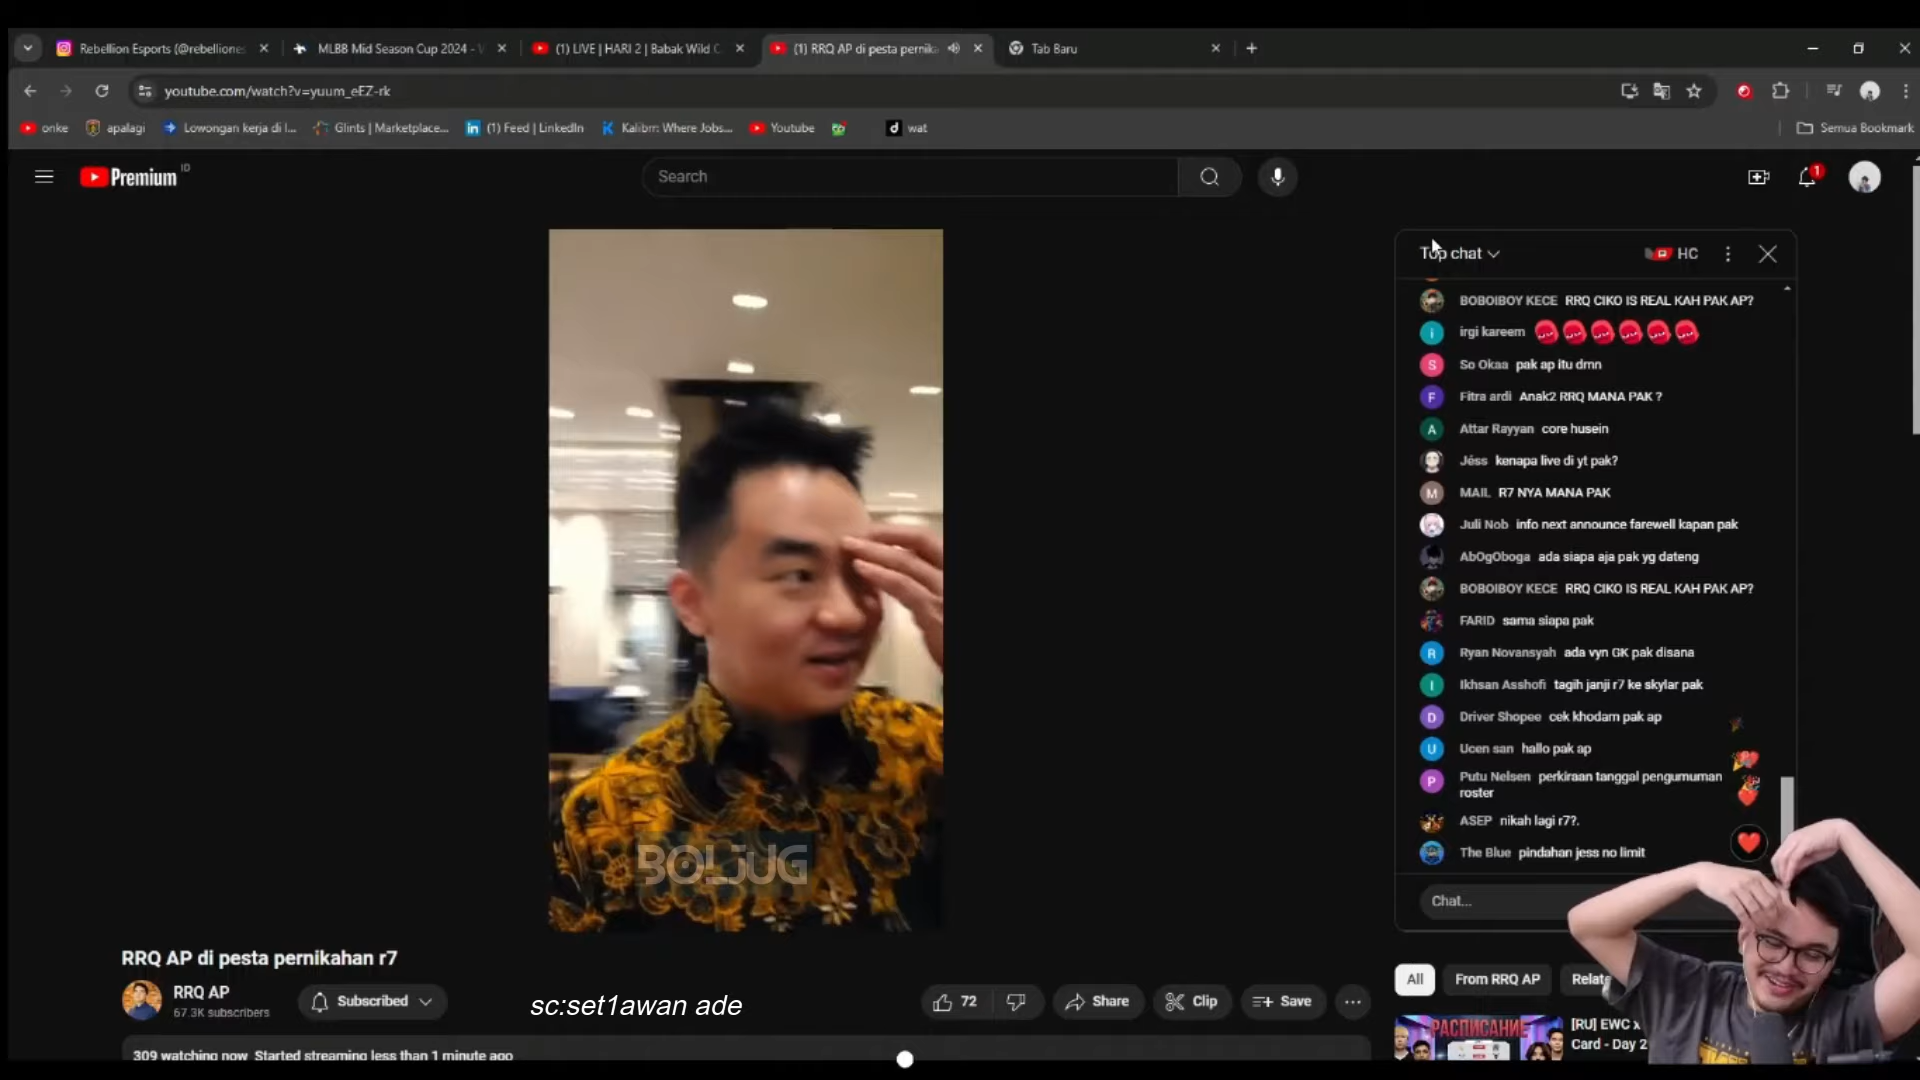 Rebellion Esports (@rebellione
MLBB Mid Season Cup 2024 -
(1) LIVE | HARI 2 | Babak Wild C
(1) RRQ AP di pesta pernik
Tab Baru
youtube.com/watch?v=yuum_eEZ-rk
onke
apalagi
Lowongan kerja di I...
Glints | Marketplace...
(1) Feed | LinkedIn
Kalibrr: Where Jobs...
Youtube
wat
Semua Bookmark
Premium ID
Search
1
Top chat
HC
BOBOIBOY KECE RRQ CIKO IS REAL KAH PAK AP?
irgi kareem
So Okaa pak ap itu dmn
Fitra ardi Anak2 RRQ MANA PAK ?
Attar Rayyan core husein
Jéss kenapa live di yt pak?
MAIL R7 NYA MANA PAK
Juli Nob info next announce farewell kapan pak
AbOgOboga ada siapa aja pak yg dateng
BOBOIBOY KECE RRQ CIKO IS REAL KAH PAK AP?
FARID sama siapa pak
Ryan Novansyah ada vyn GK pak disana
Ikhsan Asshofi tagih janji r7 ke skylar pak
Driver Shopee cek khodam pak ap
Ucen san hallo pak ap
Putu Nelsen perkiraan tanggal pengumuman
roster
ASEP nikah lagi r7?.
The Blue pindahan jess no limit
Chat...
BOLJUG
RRQ AP di pesta pernikahan r7
RRQ AP
67.3K subscribers
Subscribed
sc:set1awan ade
72
Share
Clip
Save
309 watching now Started streaming less than 1 minute ago
All
From RRQ AP
Relate
РАСПИСАНИЕ
[RU] EWC x
Card - Day 2